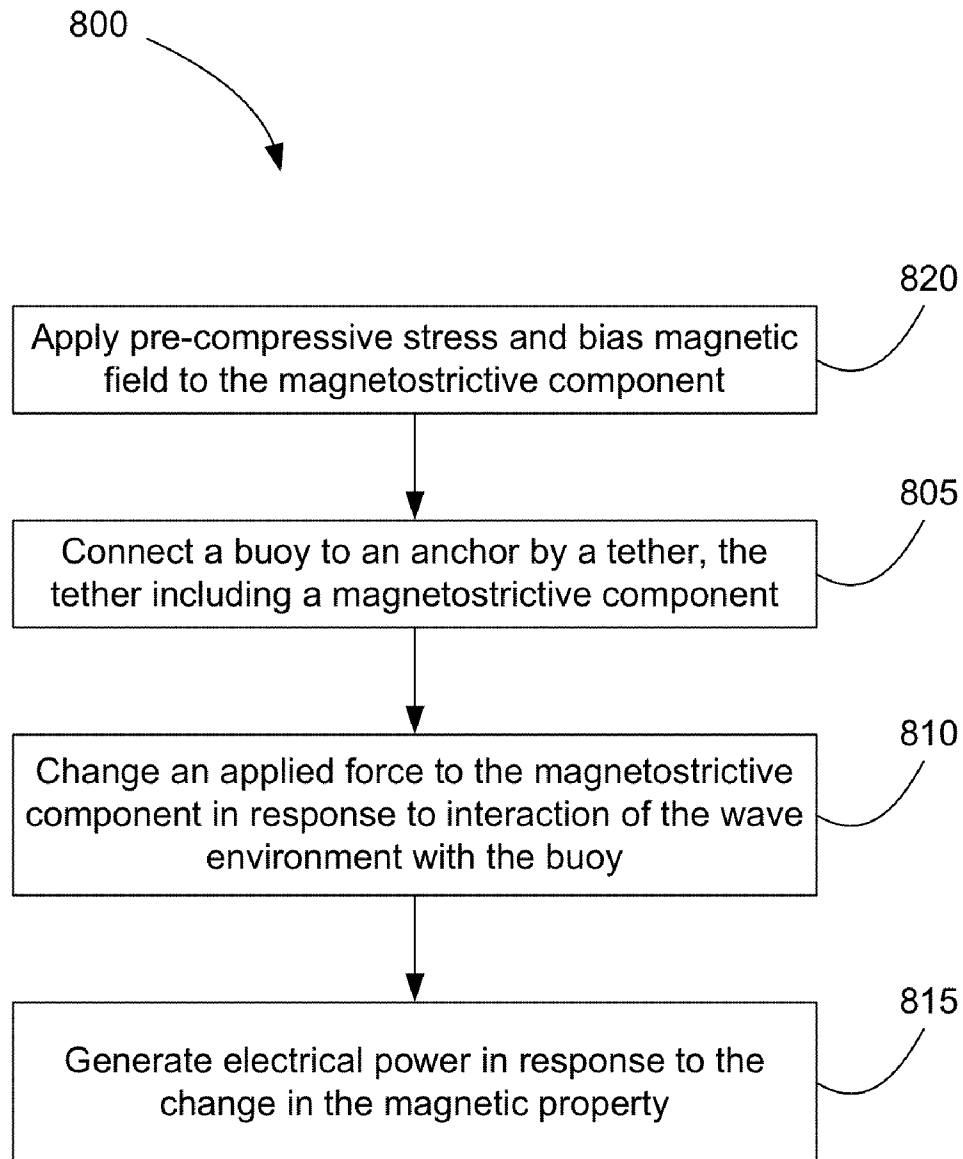 800
820
Apply pre-compressive stress and bias magnetic
field to the magnetostrictive component
805
Connect a buoy to an anchor by a tether, the
tether including a magnetostrictive component
810
Change an applied force to the magnetostrictive
component in response to interaction of the wave
environment with the buoy
815
Generate electrical power in response to the
change in the magnetic property